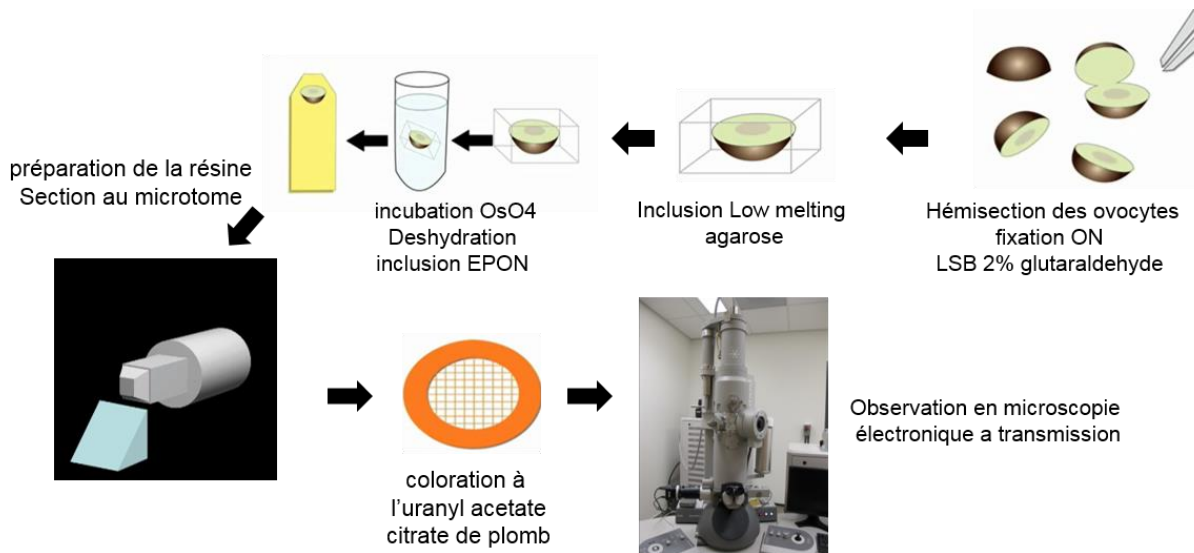 Hémisection des ovocytes
fixation ON
LSB 2% glutaraldehyde
Inclusion Low melting
agarose
incubation OsO4
Deshydration
inclusion EPON
préparation de la résine
Section au microtome
coloration à
l'uranyl acetate
citrate de plomb
Observation en microscopie
électronique a transmission